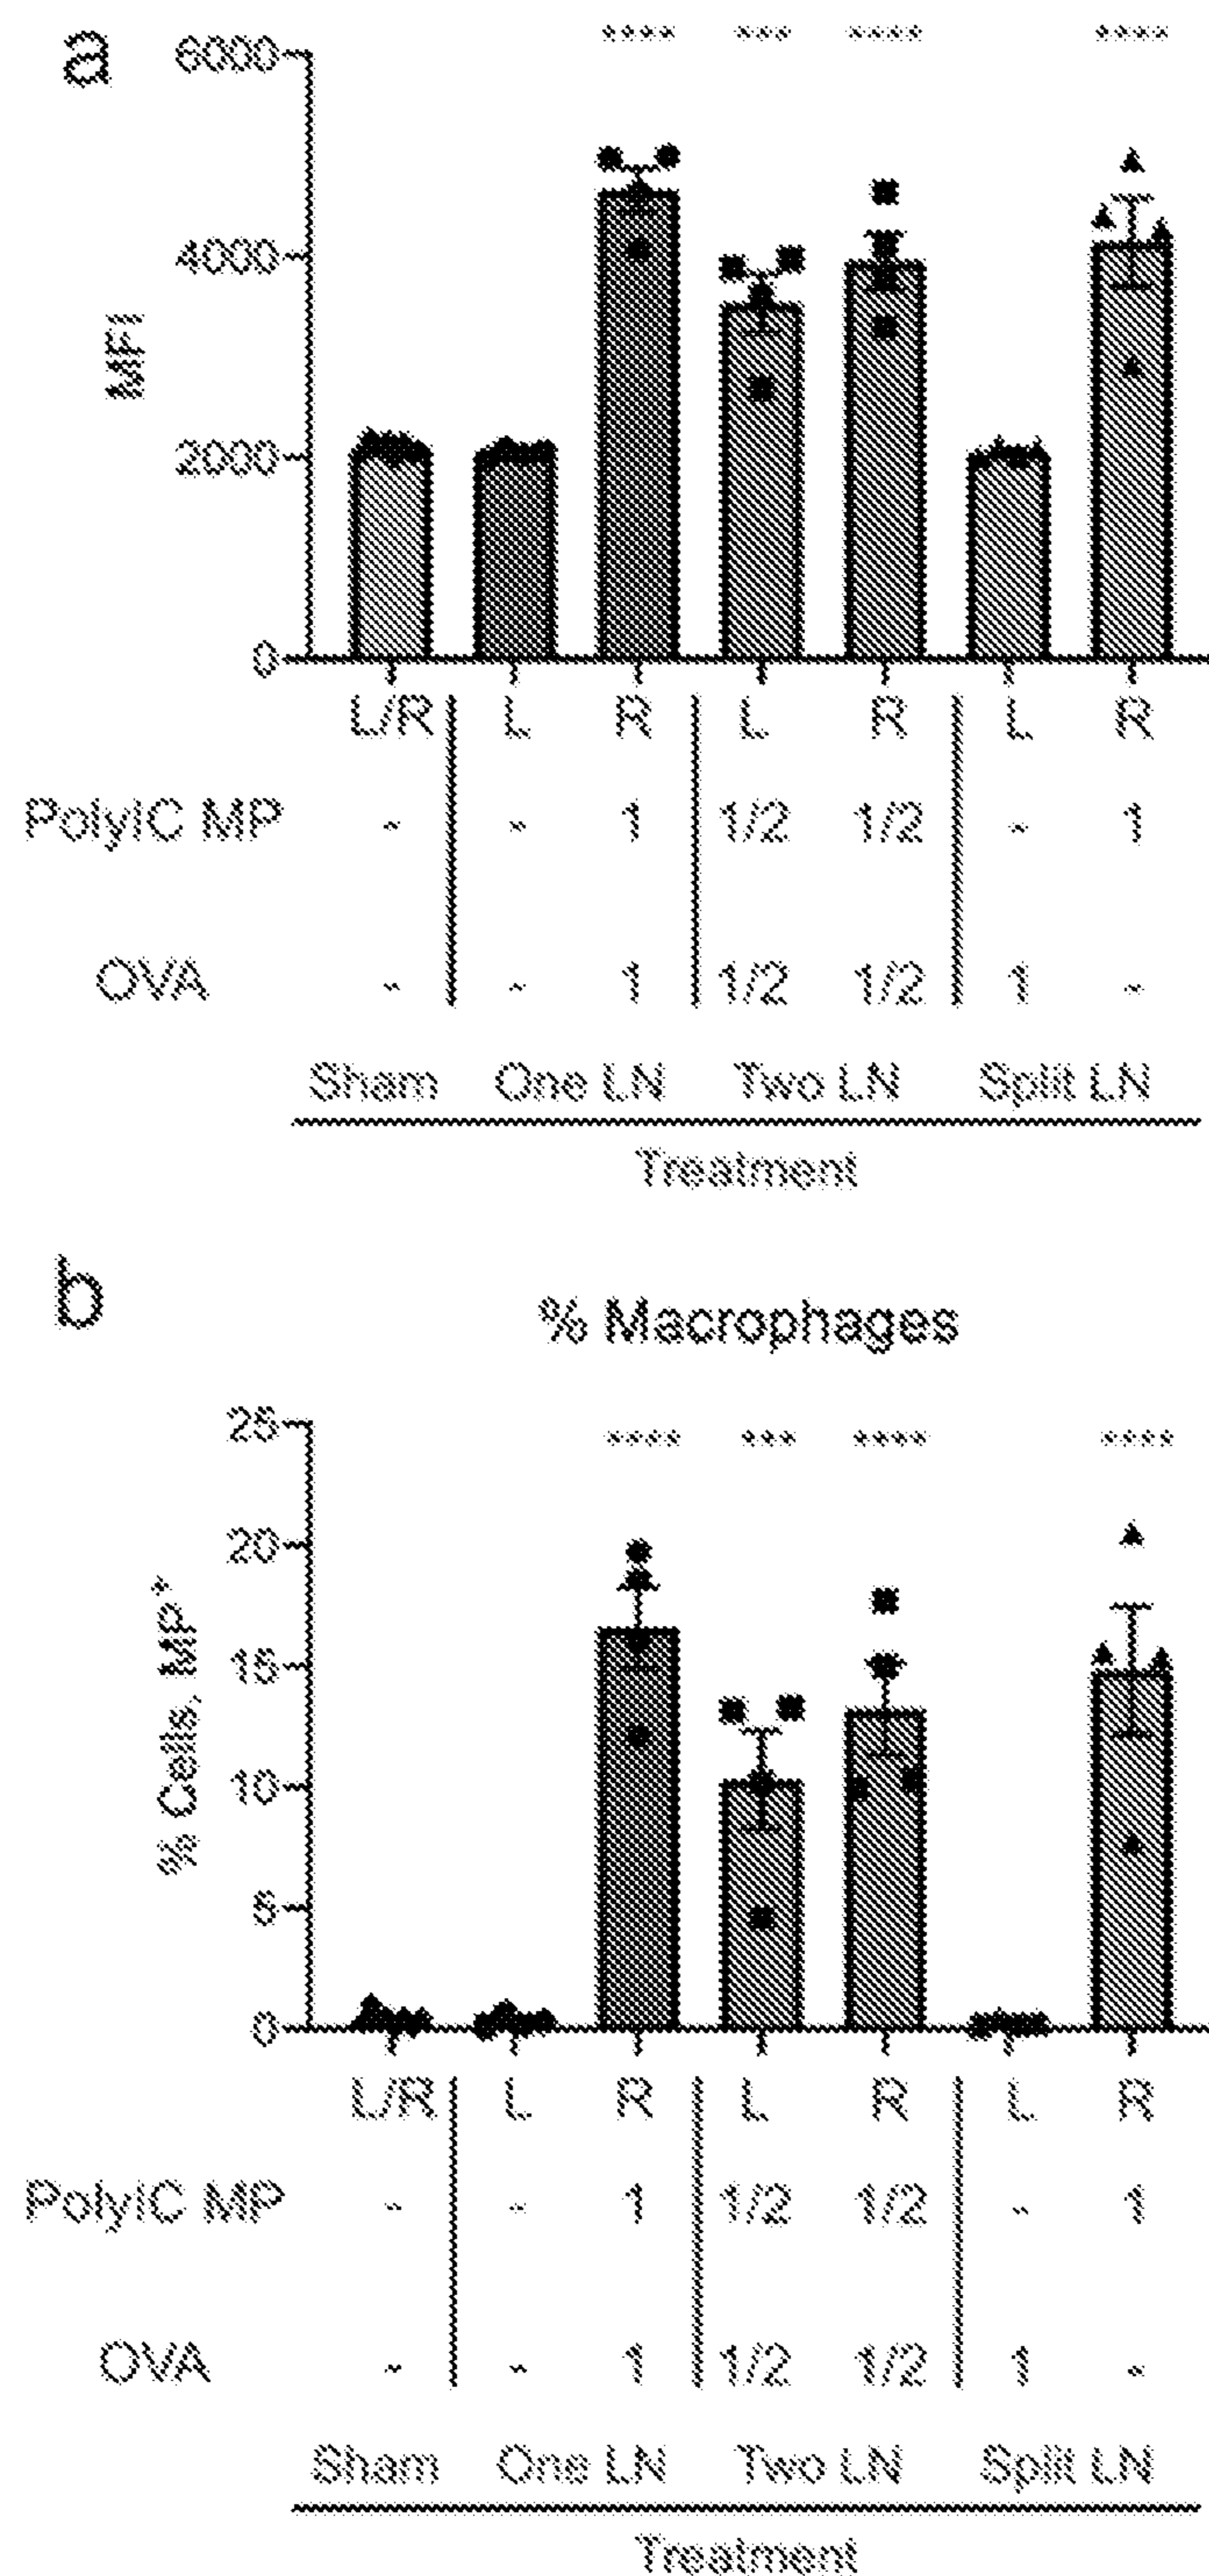 a
**** *** **** ****
6000
4000
2000
0
MFI
L/R L R L R L R
PolyIC MP - - 1 1/2 1/2 - 1
OVA - - 1 1/2 1/2 1 -
Sham One LN Two LN Split LN
Treatment
b
% Macrophages
**** *** **** ****
25
20
15
10
5
0
% Cells, MP+
L/R L R L R L R
PolyIC MP - - 1 1/2 1/2 - 1
OVA - - 1 1/2 1/2 1 -
Sham One LN Two LN Split LN
Treatment